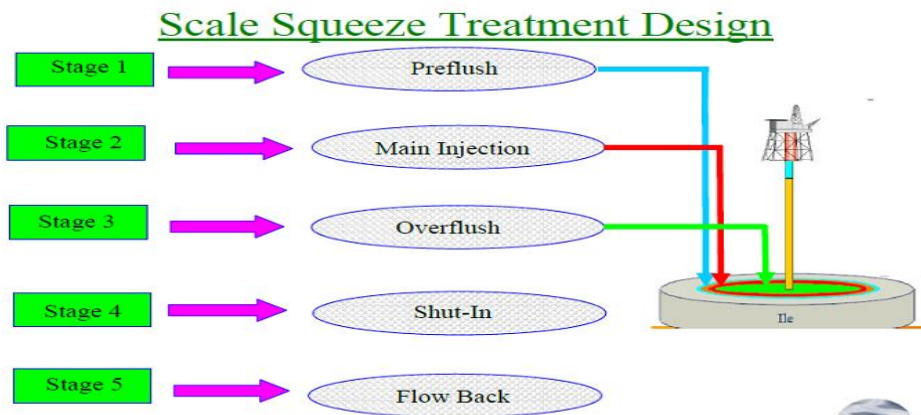 Scale Squeeze Treatment Design
Stage 1
Preflush
Stage 2
Main Injection
Stage 3
Overflush
Stage 4
Shut-In
Ile
Stage 5
Flow Back